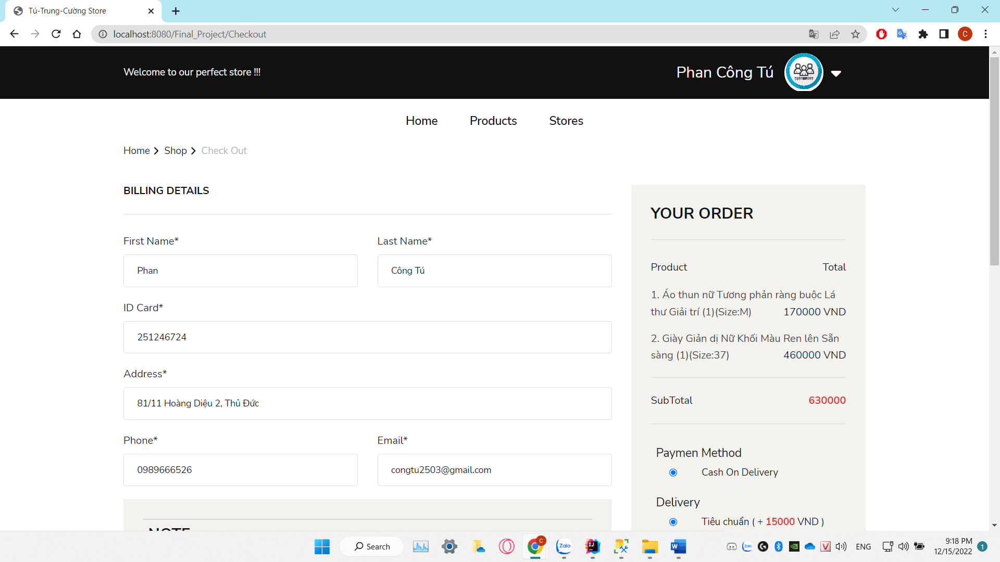 Tú-Trung-Cường Store
localhost:8080/Final_Project/Checkout
C
Welcome to our perfect store !!!
Phan Công Tú
CUSTOMERS
Home Products Stores
Home Shop Check Out
BILLING DETAILS
First Name* Last Name*
Phan Công Tú
ID Card*
251246724
Address*
81/11 Hoàng Diệu 2, Thủ Đức
Phone* Email*
0989666526 congtu2503@gmail.com
NOTE
YOUR ORDER
Product Total
1. Áo thun nữ Tương phản ràng buộc Lá
thư Giải trí (1)(Size:M) 170000 VND
2. Giày Giản dị Nữ Khối Màu Ren lên Sẵn
sàng (1)(Size:37) 460000 VND
SubTotal 630000
Paymen Method
Cash On Delivery
Delivery
Tiêu chuẩn ( + 15000 VND )
Search
C
Zalo
IJ
W
Zalo
V
ENG
9:18 PM
12/15/2022
1